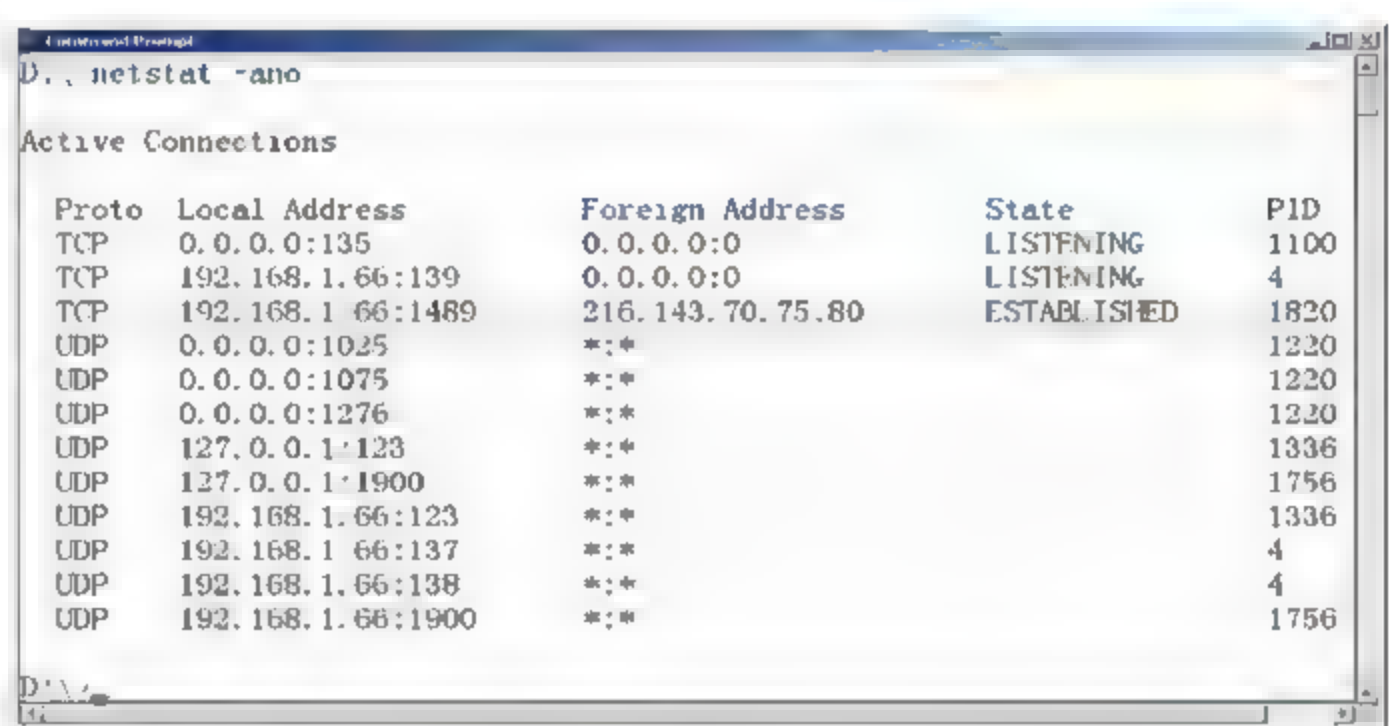 Command Prompt
D:\> netstat -ano
Active Connections
Proto Local Address Foreign Address State PID
TCP 0.0.0.0:135 0.0.0.0:0 LISTENING 1100
TCP 192.168.1.66:139 0.0.0.0:0 LISTENING 4
TCP 192.168.1.66:1489 216.143.70.75:80 ESTABLISHED 1820
UDP 0.0.0.0:1025 *:* 1220
UDP 0.0.0.0:1075 *:* 1220
UDP 0.0.0.0:1276 *:* 1220
UDP 127.0.0.1:123 *:* 1336
UDP 127.0.0.1:1900 *:* 1756
UDP 192.168.1.66:123 *:* 1336
UDP 192.168.1.66:137 *:* 4
UDP 192.168.1.66:138 *:* 4
UDP 192.168.1.66:1900 *:* 1756
D:\>